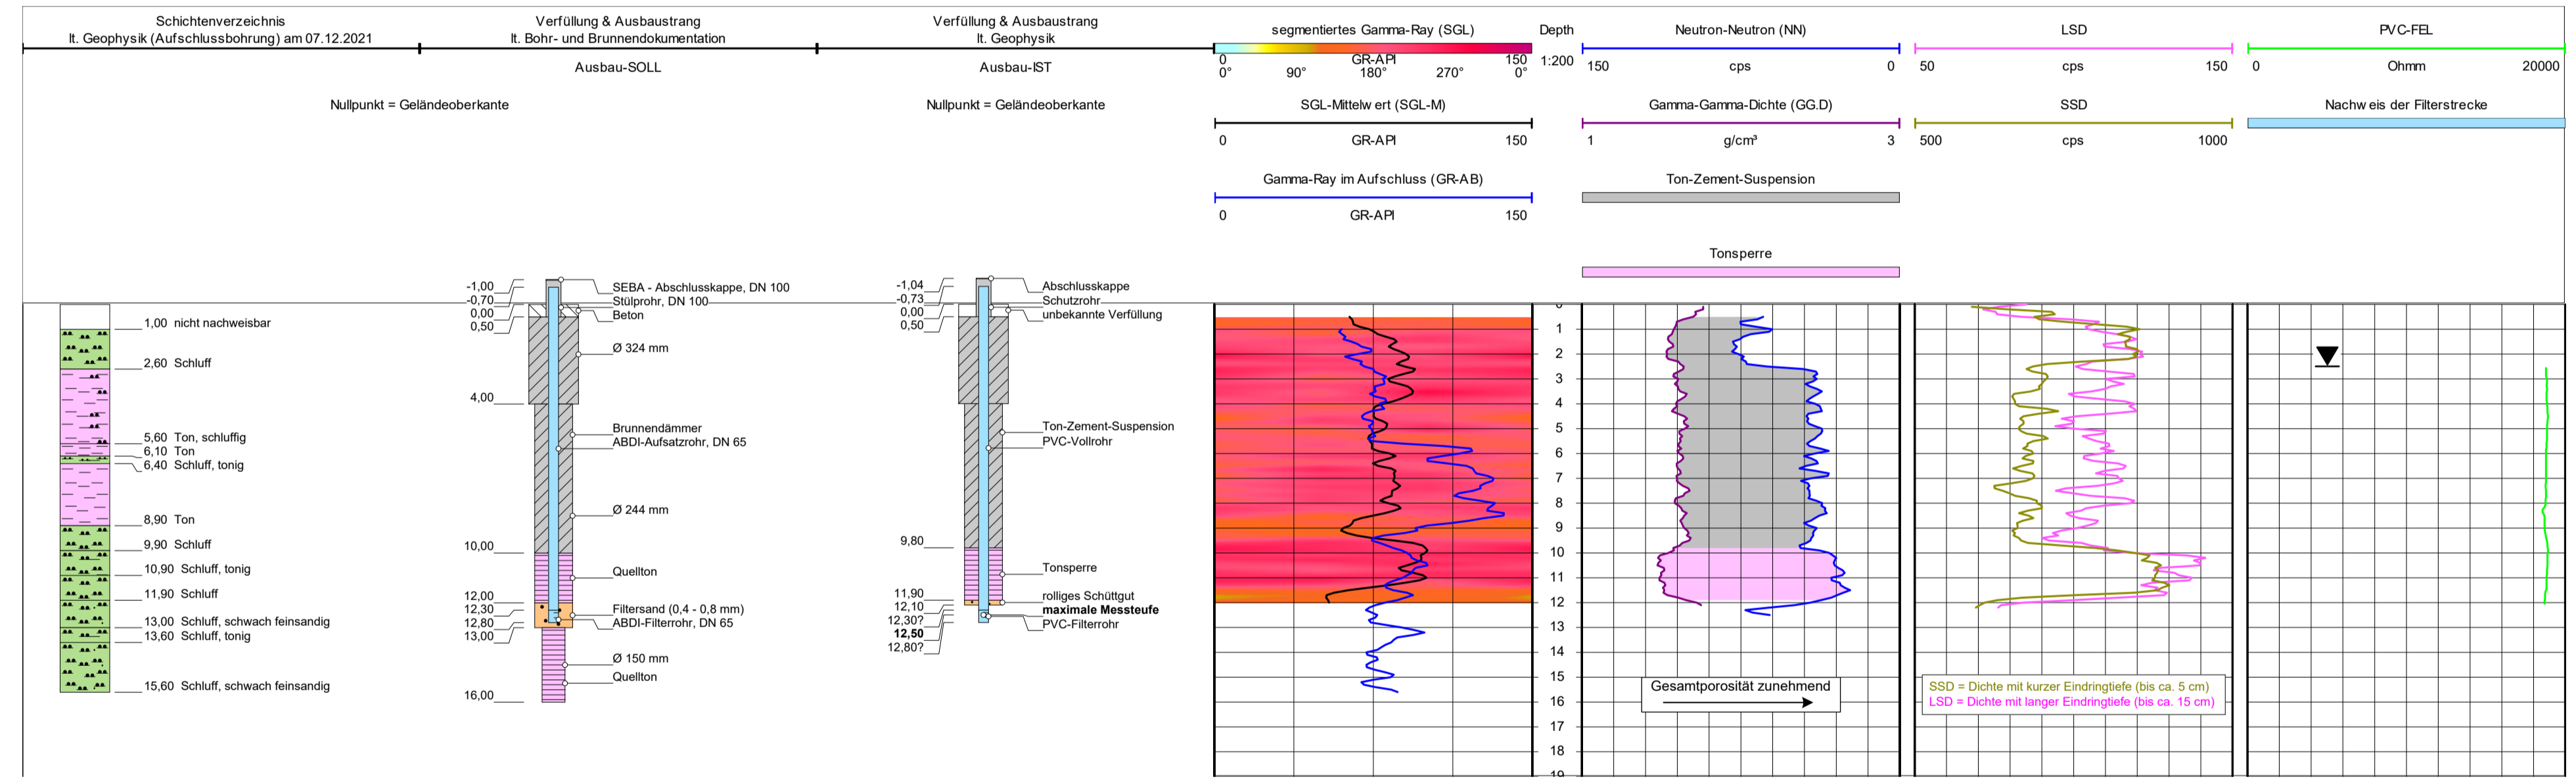 Schichtenverzeichnis
lt. Geophysik (Aufschlussbohrung) am 07.12.2021
Verfüllung & Ausbaustrang
lt. Bohr- und Brunnendokumentation
Ausbau-SOLL
Nullpunkt = Geländeoberkante
Verfüllung & Ausbaustrang
lt. Geophysik
Ausbau-IST
Nullpunkt = Geländeoberkante
segmentiertes Gamma-Ray (SGL)
0 GR-API 150
0° 90° 180° 270° 0°
SGL-Mittelwert (SGL-M)
0 GR-API 150
Gamma-Ray im Aufschluss (GR-AB)
0 GR-API 150
Depth
1:200
Neutron-Neutron (NN)
150 cps 0
Gamma-Gamma-Dichte (GG.D)
1 g/cm³ 3
Ton-Zement-Suspension
Tonsperre
LSD
50 cps 150
SSD
500 cps 1000
PVC-FEL
0 Ohmm 20000
Nachweis der Filterstrecke
1,00 nicht nachweisbar
2,60 Schluff
5,60 Ton, schluffig
6,10 Ton
6,40 Schluff, tonig
8,90 Ton
9,90 Schluff
10,90 Schluff, tonig
11,90 Schluff
13,00 Schluff, schwach feinsandig
13,60 Schluff, tonig
15,60 Schluff, schwach feinsandig
-1,00
-0,70
0,00
0,50
4,00
10,00
12,00
12,30
12,80
13,00
16,00
SEBA - Abschlusskappe, DN 100
Stülprohr, DN 100
Beton
Ø 324 mm
Brunnendämmer
ABDI-Aufsatzrohr, DN 65
Ø 244 mm
Quellton
Filtersand (0,4 - 0,8 mm)
ABDI-Filterrohr, DN 65
Ø 150 mm
Quellton
-1,04
-0,73
0,00
0,50
9,80
11,90
12,10
12,30?
12,50
12,80?
Abschlusskappe
Schutzrohr
unbekannte Verfüllung
Ton-Zement-Suspension
PVC-Vollrohr
Tonsperre
rolliges Schüttgut
maximale Messteufe
PVC-Filterrohr
1
2
3
4
5
6
7
8
9
10
11
12
13
14
15
16
17
18
19
Gesamtporosität zunehmend
SSD = Dichte mit kurzer Eindringtiefe (bis ca. 5 cm)
LSD = Dichte mit langer Eindringtiefe (bis ca. 15 cm)